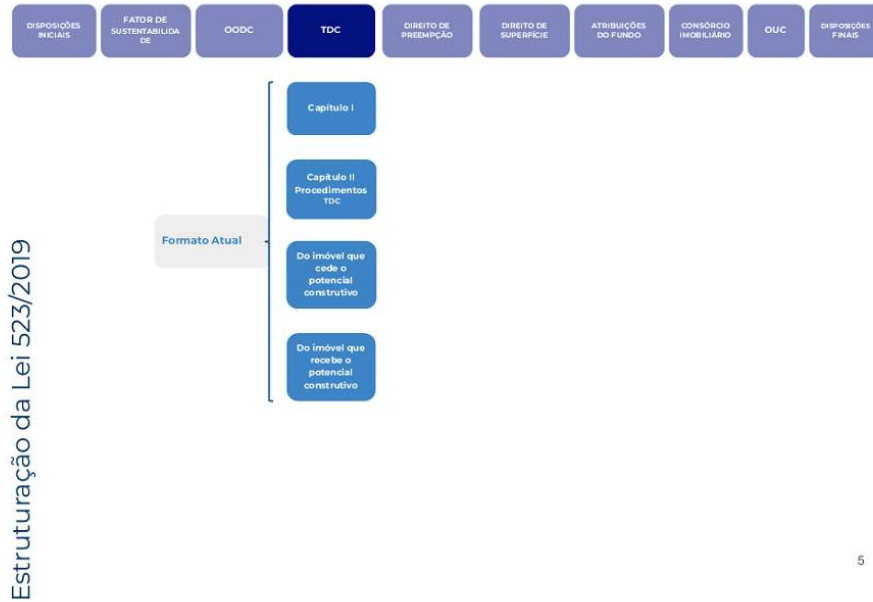 DISPOSIÇÕES
INICIAIS
FATOR DE
SUSTENTABILIDA
DE
OODC
TDC
DIREITO DE
PREEMPÇÃO
DIREITO DE
SUPERFÍCIE
ATRIBUIÇÕES
DO FUNDO
CONSÓRCIO
IMOBILIÁRIO
OUC
DISPOSIÇÕES
FINAIS
Capítulo I
Capítulo II
Procedimentos
TDC
Formato Atual
Do imóvel que
cede o
potencial
construtivo
Do imóvel que
recebe o
potencial
construtivo
Estruturação da Lei 523/2019
5